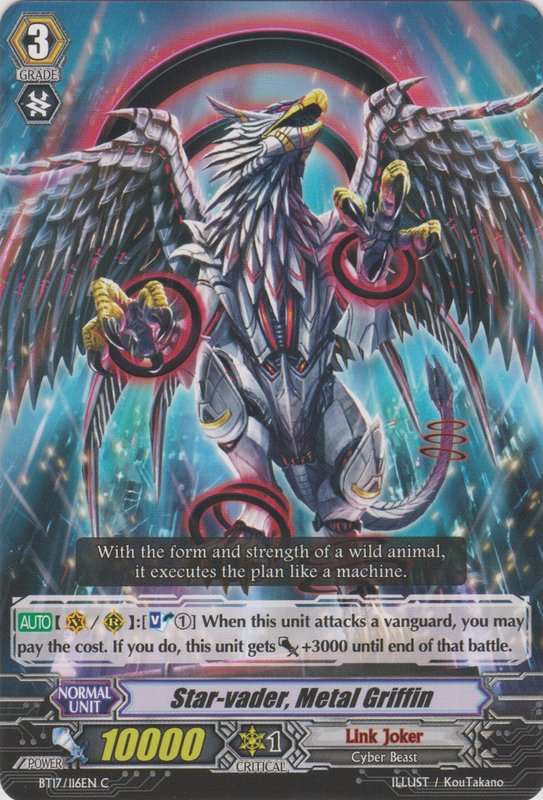 3
GRADE
With the form and strength of a wild animal,
it executes the plan like a machine.
AUTO [ V / R ]:[ V ①] When this unit attacks a vanguard, you may
pay the cost. If you do, this unit gets +3000 until end of that battle.
NORMAL
UNIT
Star-vader, Metal Griffin
POWER
10000
1
CRITICAL
Link Joker
Cyber Beast
BT17/116EN C
ILLUST / KouTakano